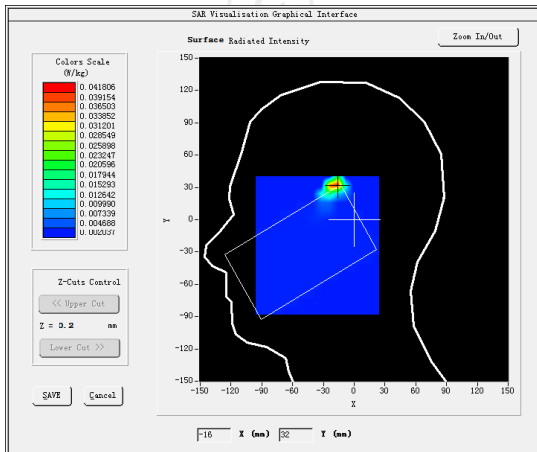 SAR Visualisation Graphical Interface
Surface Radiated Intensity
Zoom In/Out
Colors Scale
(W/kg)
0.041806
0.039154
0.036503
0.033852
0.031201
0.028549
0.025898
0.023247
0.020596
0.017944
0.015293
0.012642
0.009990
0.007339
0.004688
0.002037
Z-Cuts Control
<< Upper Cut
Z = 0.2 mm
Lower Cut >>
SAVE
Cancel
150
120
90
60
30
0
-30
-60
-90
-120
-150
Y
-150 -120 -90 -60 -30 0 30 60 90 120 150
X
-16 X (mm) 32 Y (mm)